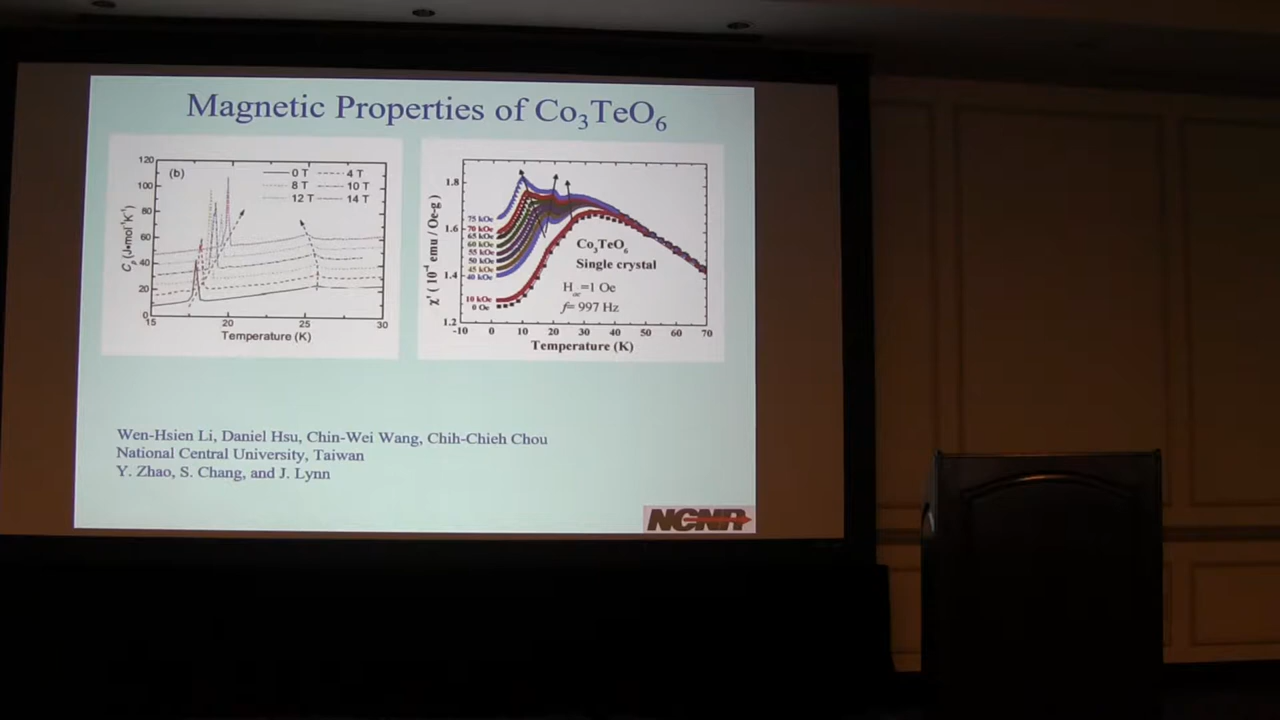 Magnetic Properties of Co3TeO6
(b)
0 T
4 T
8 T
10 T
12 T
14 T
120
100
80
60
40
20
0
Cp (J•mol-1K-1)
15
20
25
30
Temperature (K)
1.8
1.6
1.4
1.2
χ' ( 10-4 emu / Oe-g )
75 kOe
70 kOe
65 kOe
60 kOe
55 kOe
50 kOe
45 kOe
40 kOe
10 kOe
0 Oe
Co3TeO6
Single crystal
Hac=1 Oe
f= 997 Hz
-10
0
10
20
30
40
50
60
70
Temperature (K)
Wen-Hsien Li, Daniel Hsu, Chin-Wei Wang, Chih-Chieh Chou
National Central University, Taiwan
Y. Zhao, S. Chang, and J. Lynn
NCNR